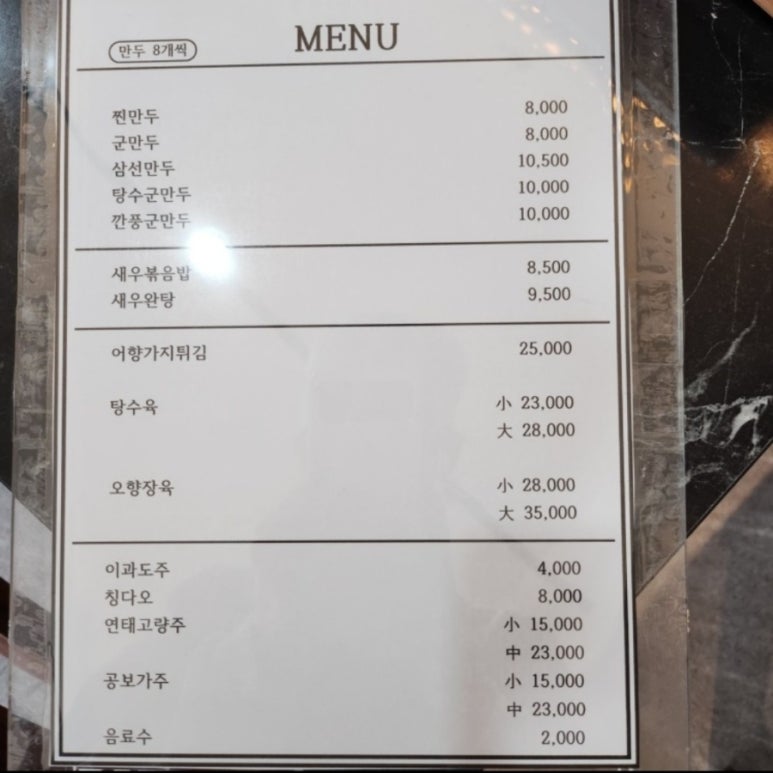 MENU
만두 8개씩
찐만두 8,000
군만두 8,000
삼선만두 10,500
탕수군만두 10,000
깐풍군만두 10,000
새우볶음밥 8,500
새우완탕 9,500
어향가지튀김 25,000
탕수육 小 23,000
大 28,000
오향장육 小 28,000
大 35,000
이과도주 4,000
칭다오 8,000
연태고량주 小 15,000
中 23,000
공보가주 小 15,000
中 23,000
음료수 2,000